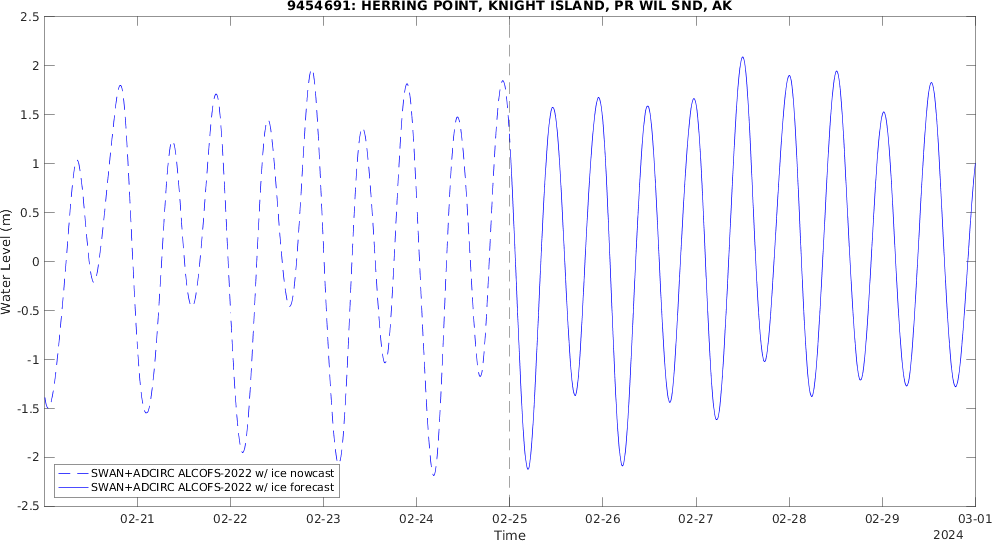 9454691: HERRING POINT, KNIGHT ISLAND, PR WIL SND, AK
2.5
2
1.5
1
0.5
0
-0.5
-1
-1.5
-2
-2.5
Water Level (m)
SWAN+ADCIRC ALCOFS-2022 w/ ice nowcast
SWAN+ADCIRC ALCOFS-2022 w/ ice forecast
02-21 02-22 02-23 02-24 02-25 02-26 02-27 02-28 02-29 03-01
Time
2024